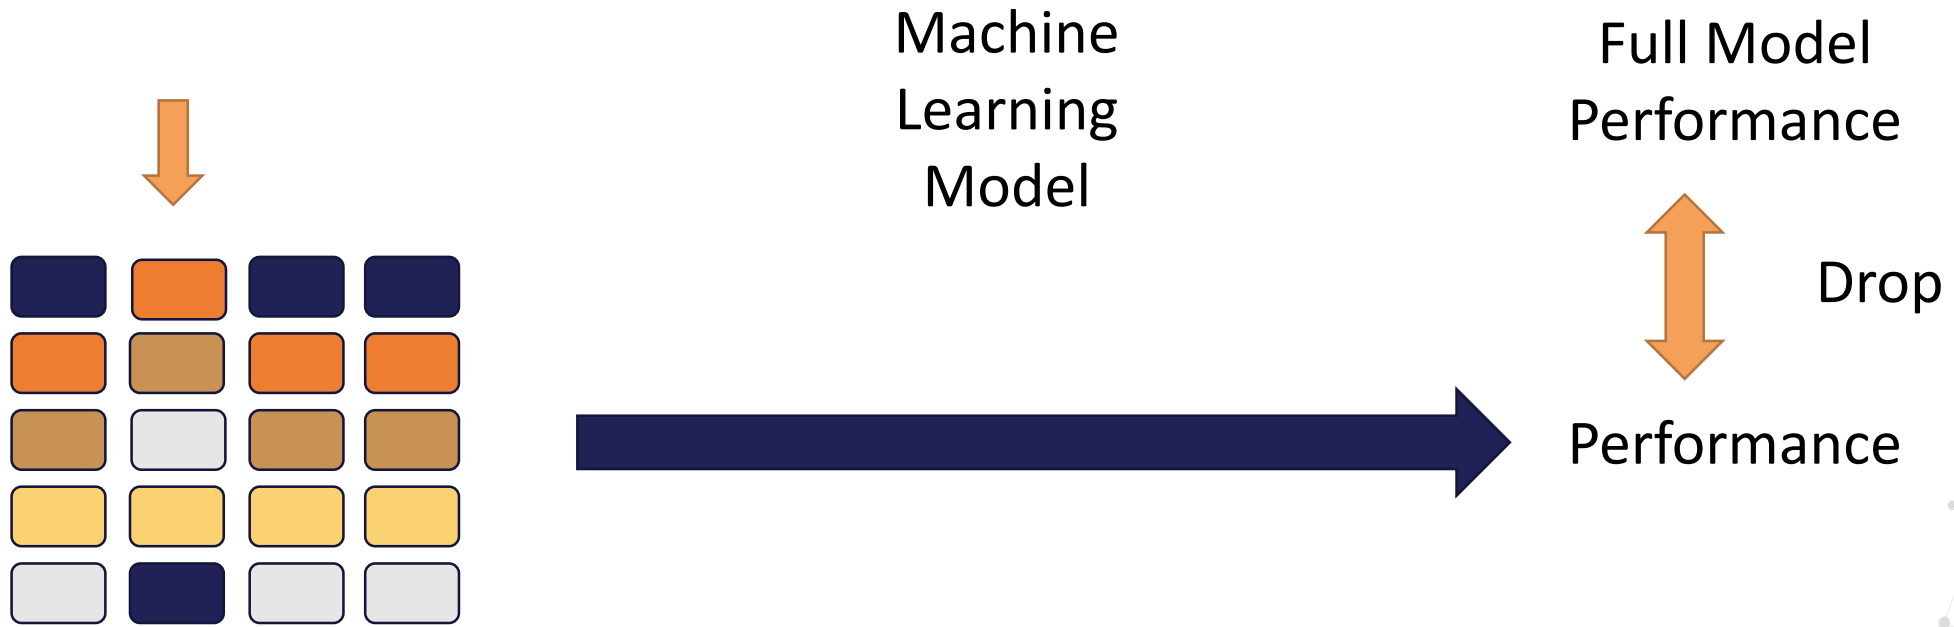 Machine
Learning
Model
Full Model
Performance
Drop
Performance